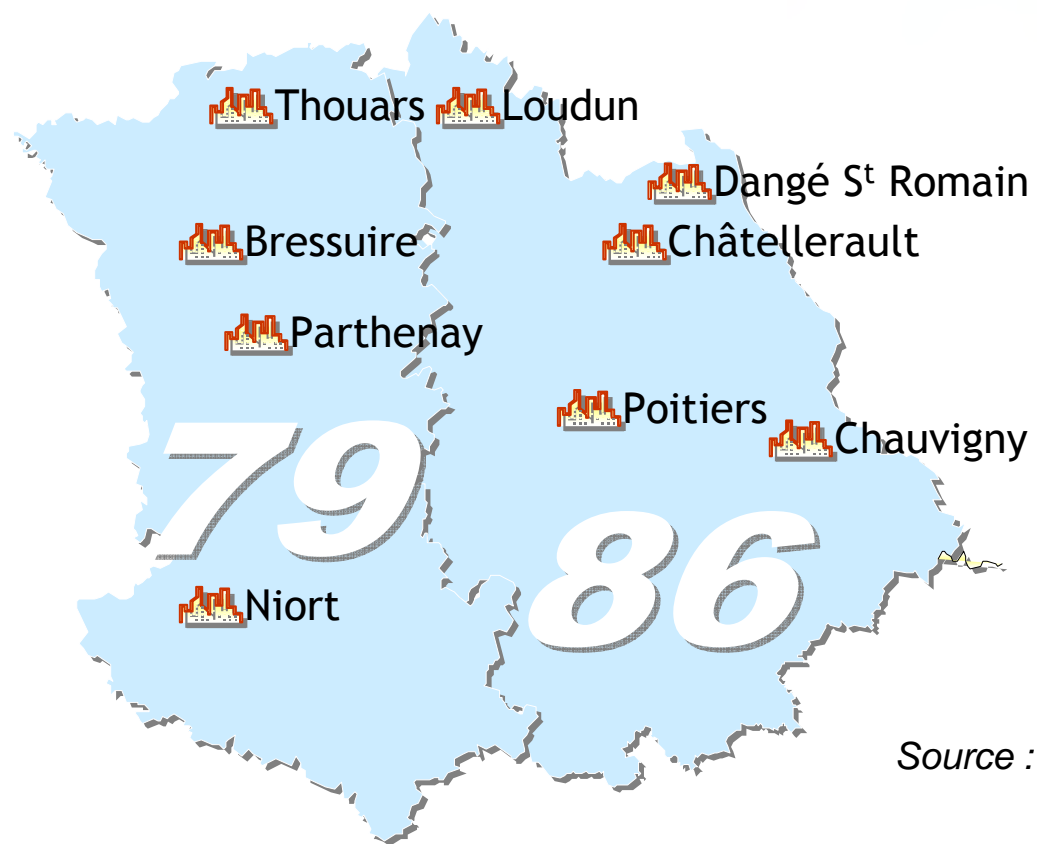 Thouars
Loudun
Dangé Sᵗ Romain
Bressuire
Châtellerault
Parthenay
Poitiers
Chauvigny
79
86
Niort
Source :